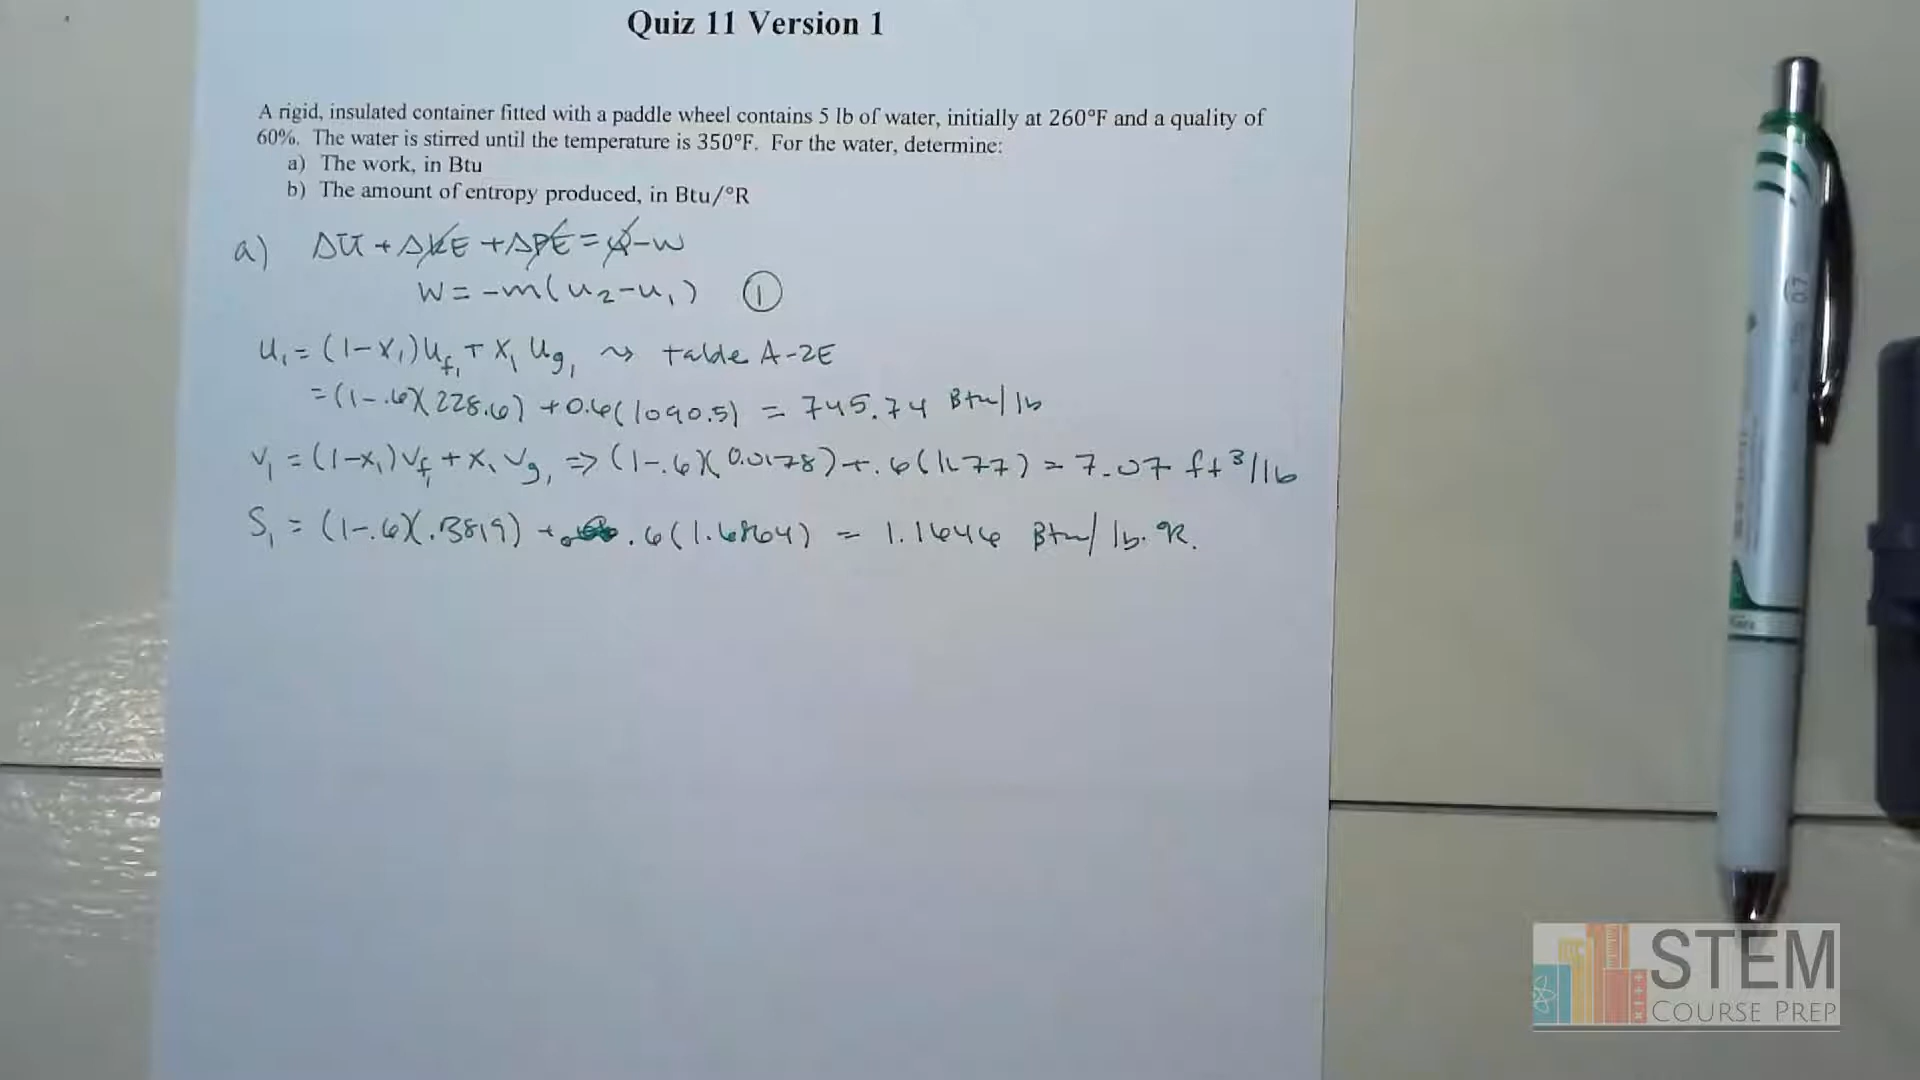 Quiz 11 Version 1
A rigid, insulated container fitted with a paddle wheel contains 5 lb of water, initially at 260°F and a quality of
60%. The water is stirred until the temperature is 350°F. For the water, determine:
a) The work, in Btu
b) The amount of entropy produced, in Btu/°R
a) ΔU + ΔKE + ΔPE = Q - W
W = -m(u₂-u₁) ①
u₁ = (1-x₁)uf₁ + x₁ ug₁ ⇝ table A-2E
= (1-.6)(228.6) + 0.6(1090.5) = 745.74 Btu/lb
v₁ = (1-x₁)vf₁ + x₁ vg₁ => (1-.6)(0.0178) + .6(11.77) = 7.07 ft³/lb
S₁ = (1-.6)(.3819) + .6(1.6864) = 1.1646 Btu/lb.°R.
0.7
STEM
COURSE PREP